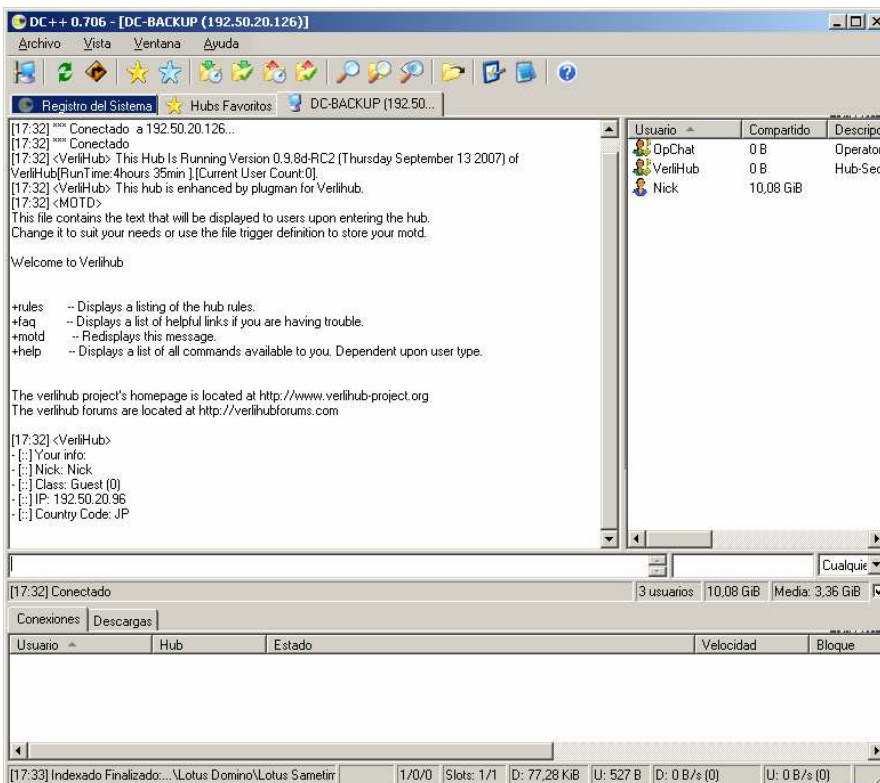 DC++ 0.706 - [DC-BACKUP (192.50.20.126)]
Archivo Vista Ventana Ayuda
Registro del Sistema Hubs Favoritos DC-BACKUP (192.50...
[17:32] *** Conectado a 192.50.20.126...
[17:32] *** Conectado
[17:32] <VerliHub> This Hub Is Running Version 0.9.8d-RC2 (Thursday September 13 2007) of
VerliHub[RunTime:4hours 35min ].[Current User Count:0].
[17:32] <VerliHub> This hub is enhanced by plugman for Verlihub.
[17:32] <MOTD>
This file contains the text that will be displayed to users upon entering the hub.
Change it to suit your needs or use the file trigger definition to store your motd.
Welcome to Verlihub
+rules -- Displays a listing of the hub rules.
+faq -- Displays a list of helpful links if you are having trouble.
+motd -- Redisplays this message.
+help -- Displays a list of all commands available to you. Dependent upon user type.
The verlihub project's homepage is located at http://www.verlihub-project.org
The verlihub forums are located at http://verlihubforums.com
[17:32] <VerliHub>
- [::] Your info:
- [::] Nick: Nick
- [::] Class: Guest (0)
- [::] IP: 192.50.20.96
- [::] Country Code: JP
Usuario Compartido Descripc
OpChat 0 B Operator
VerliHub 0 B Hub-Sec
Nick 10,08 GiB
Cualquie
[17:32] Conectado 3 usuarios 10,08 GiB Media: 3,36 GiB
Conexiones Descargas
Usuario Hub Estado Velocidad Bloque
[17:33] Indexado Finalizado:...\Lotus Domino\Lotus Sametim 1/0/0 Slots: 1/1 D: 77,28 KiB U: 527 B D: 0 B/s (0) U: 0 B/s (0)